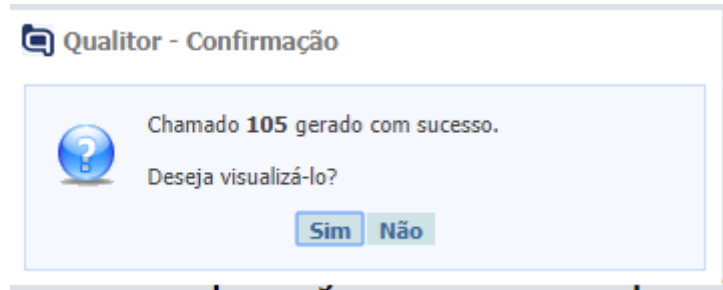 Qualitor - Confirmação
Chamado 105 gerado com sucesso.
Deseja visualizá-lo?
Sim Não